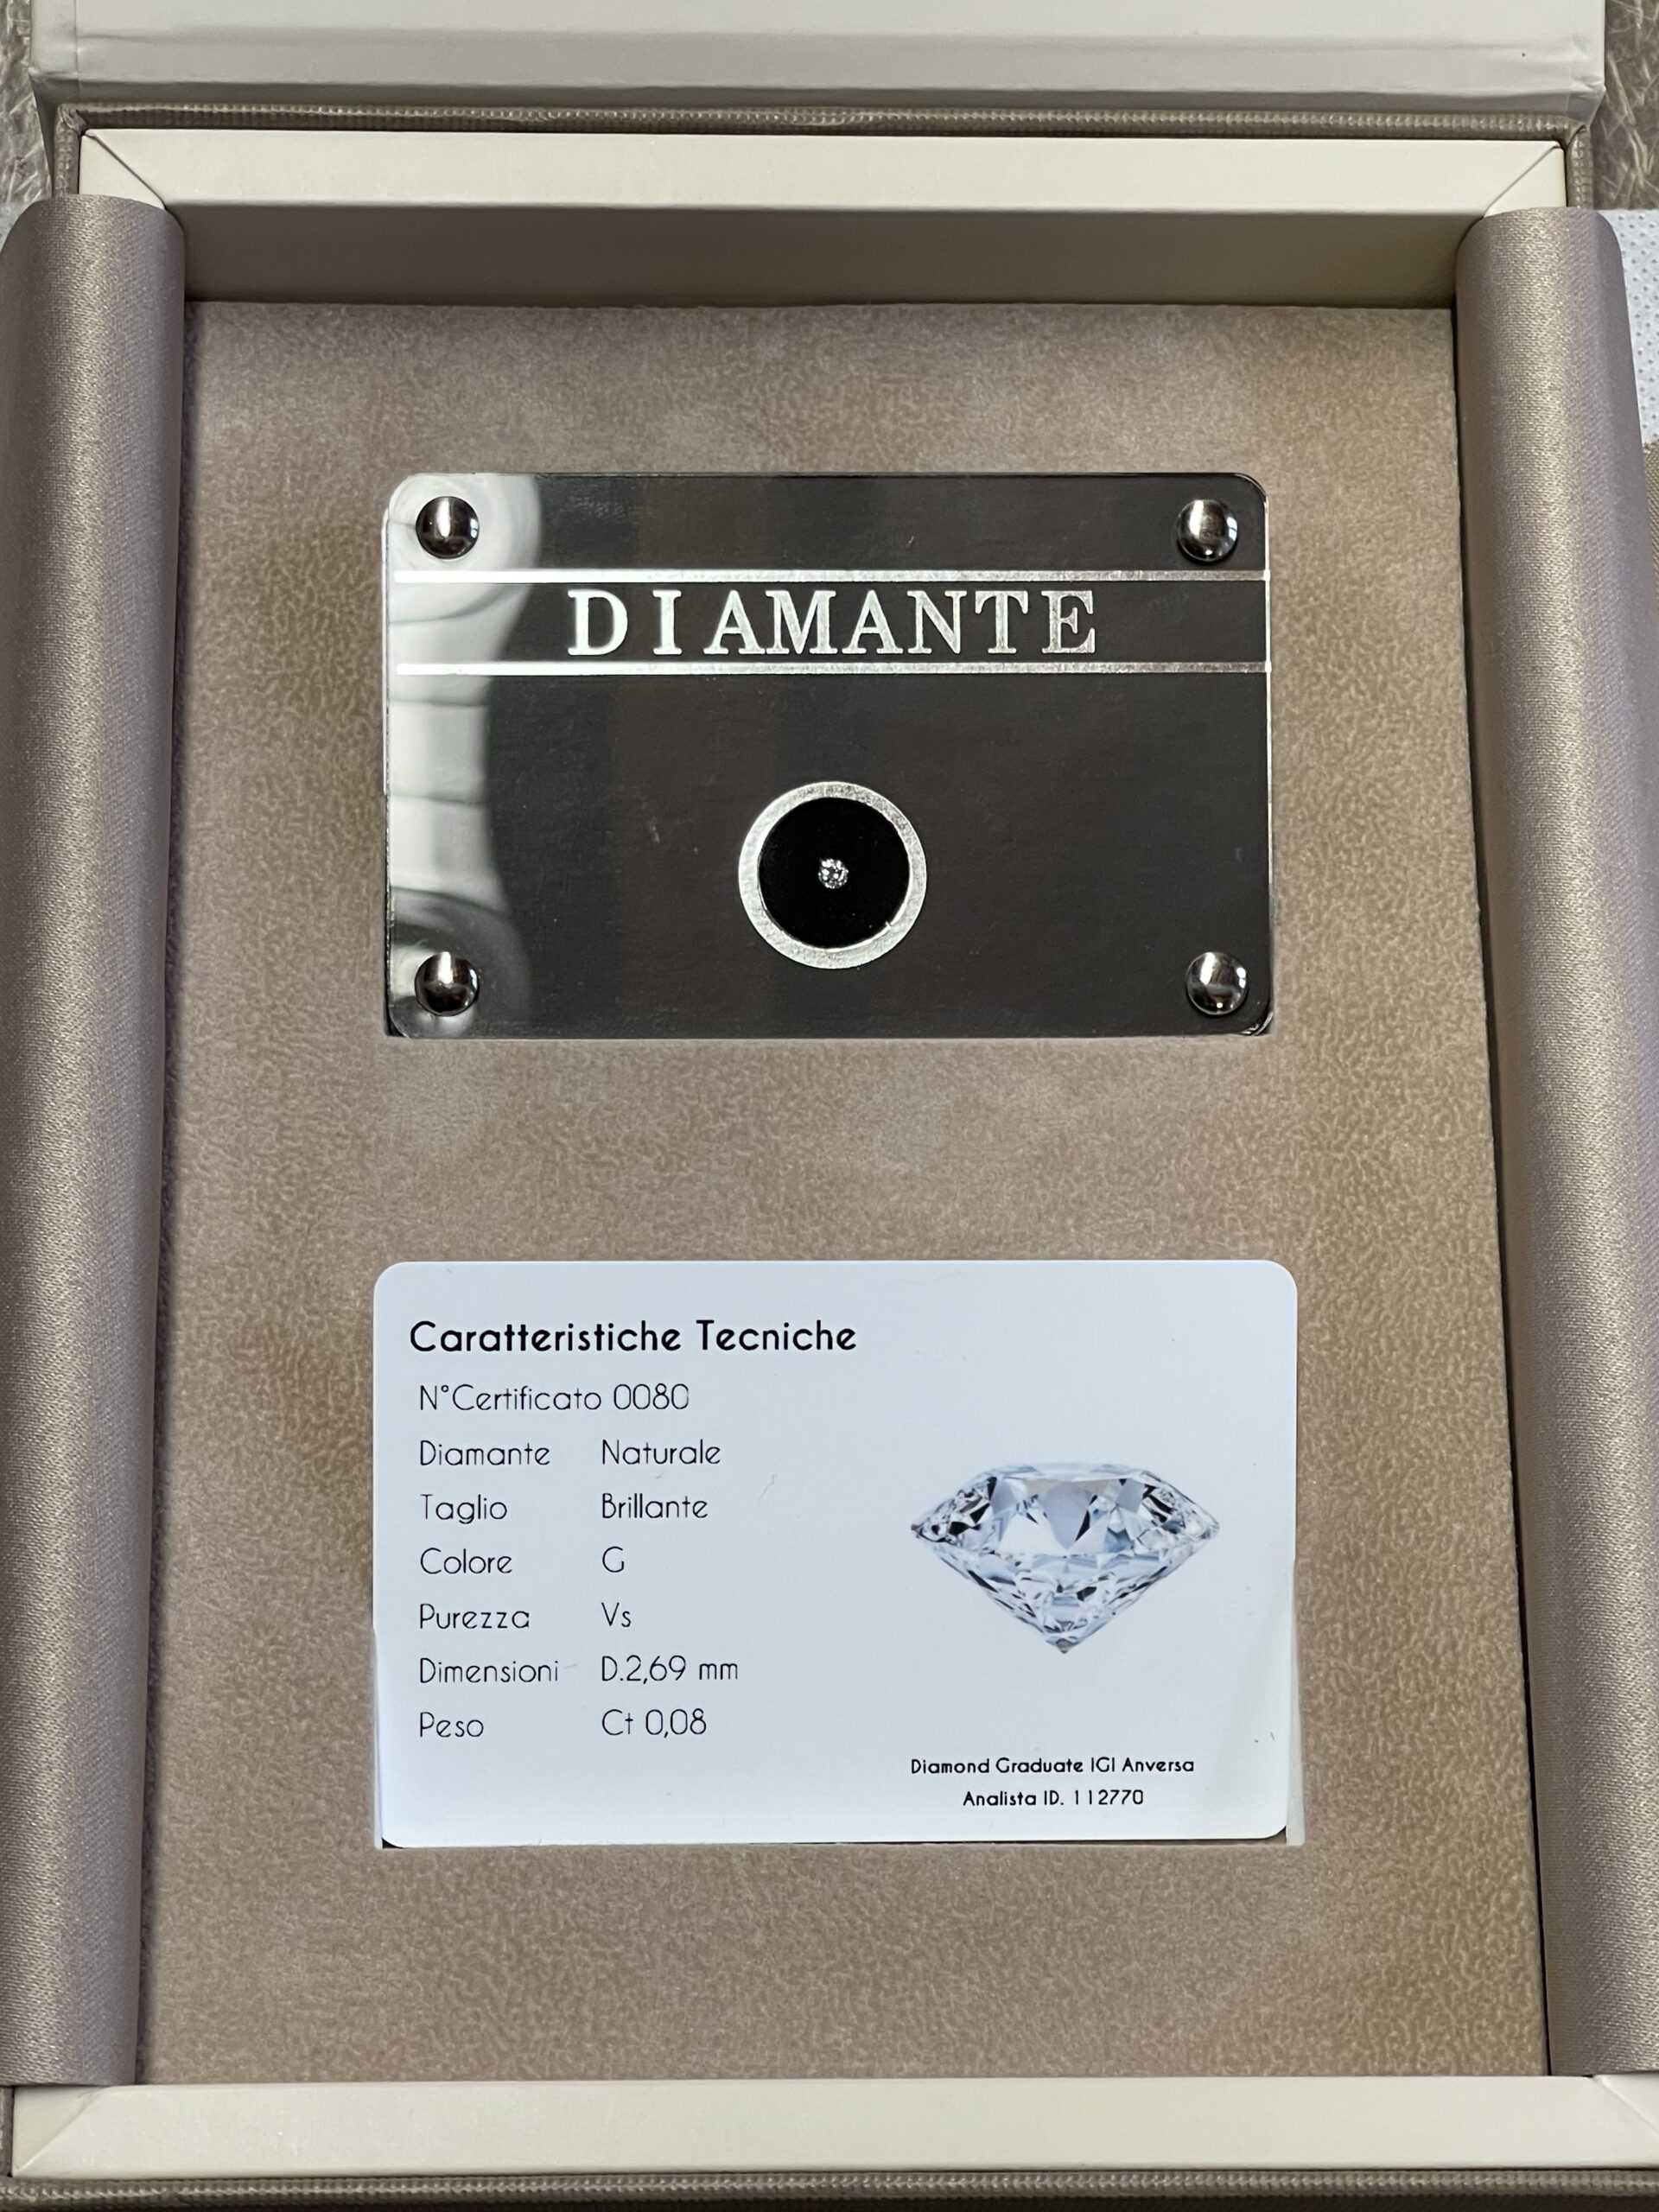 DIAMANTE
Caratteristiche Tecniche
N°Certificato 0080
Diamante Naturale
Taglio Brillante
Colore G
Purezza Vs
Dimensioni D.2,69 mm
Peso Ct 0,08
Diamond Graduate IGI Anversa
Analista ID. 112770